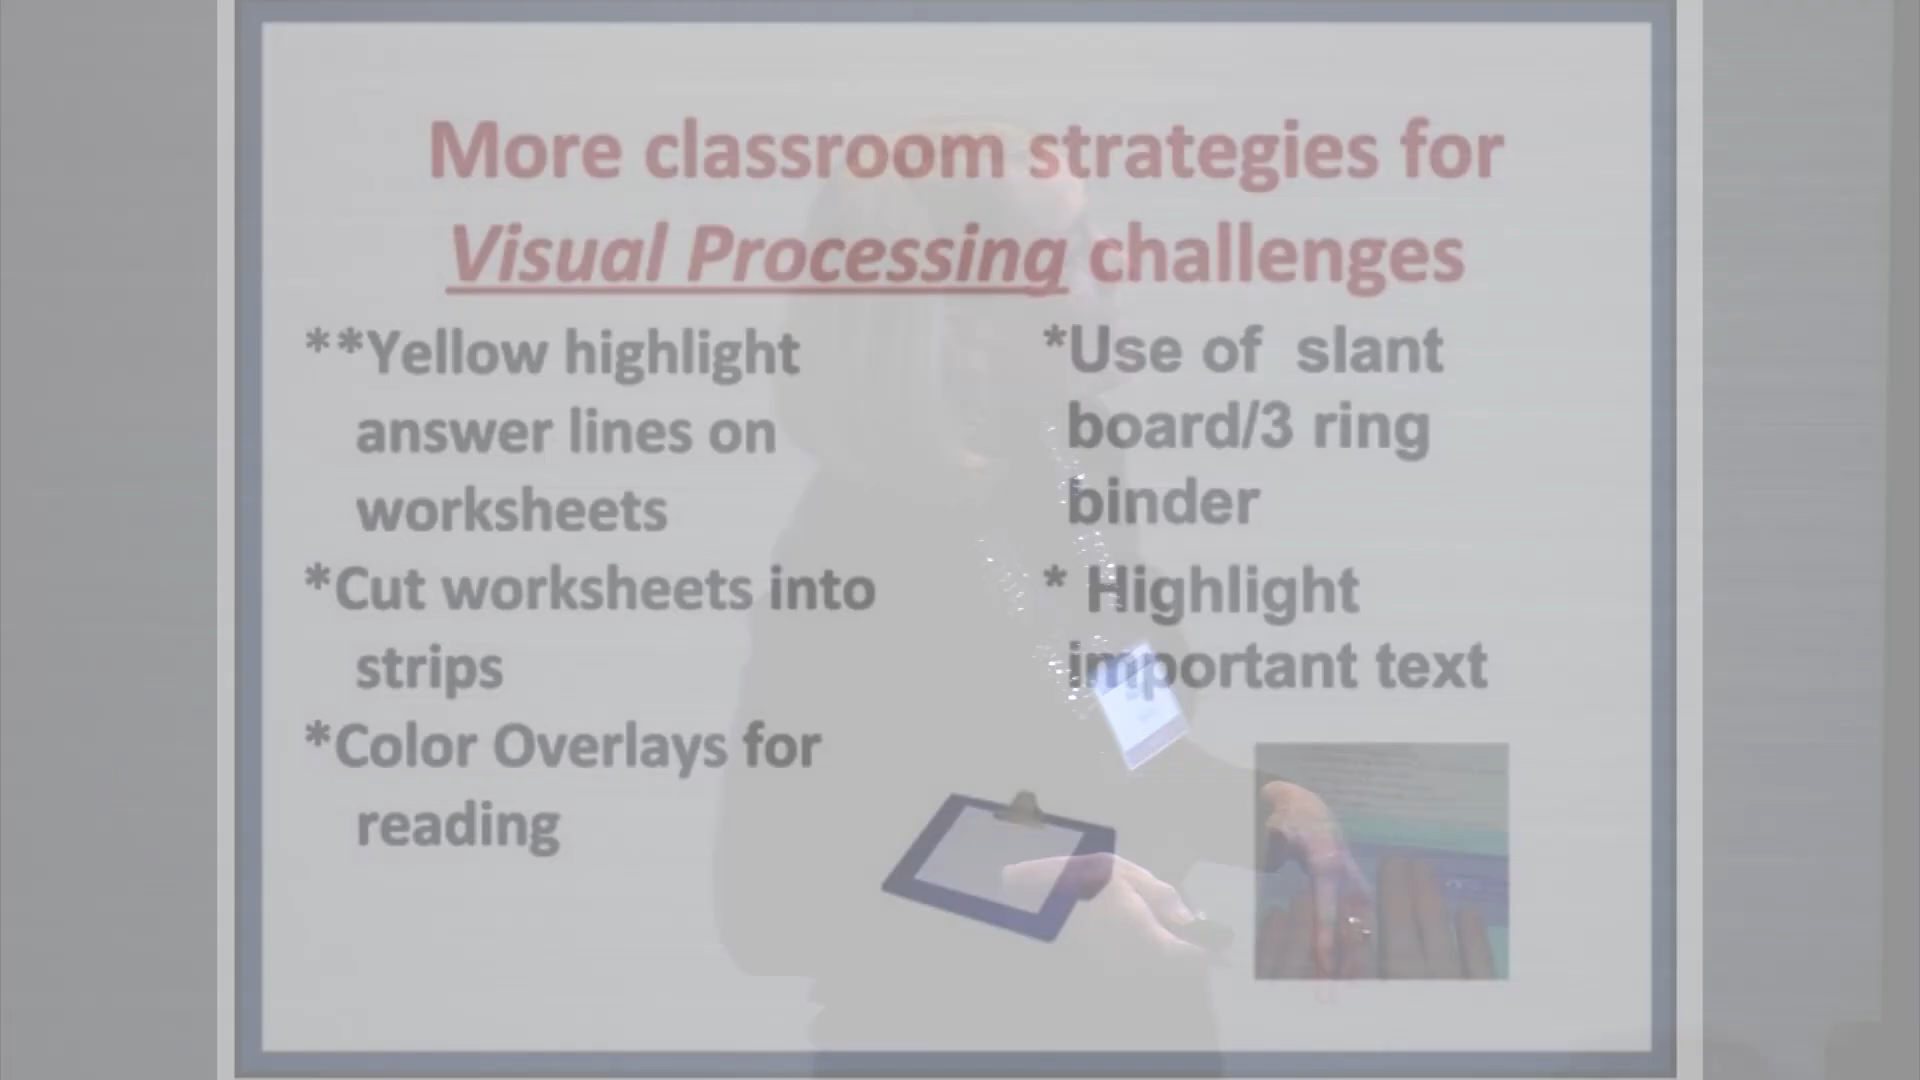 More classroom strategies for
Visual Processing challenges
**Yellow highlight
answer lines on
worksheets
*Cut worksheets into
strips
*Color Overlays for
reading
*Use of slant
board/3 ring
binder
* Highlight
important text